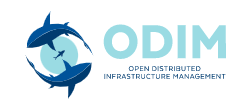 ODIM
OPEN DISTRIBUTED
INFRASTRUCTURE MANAGEMENT